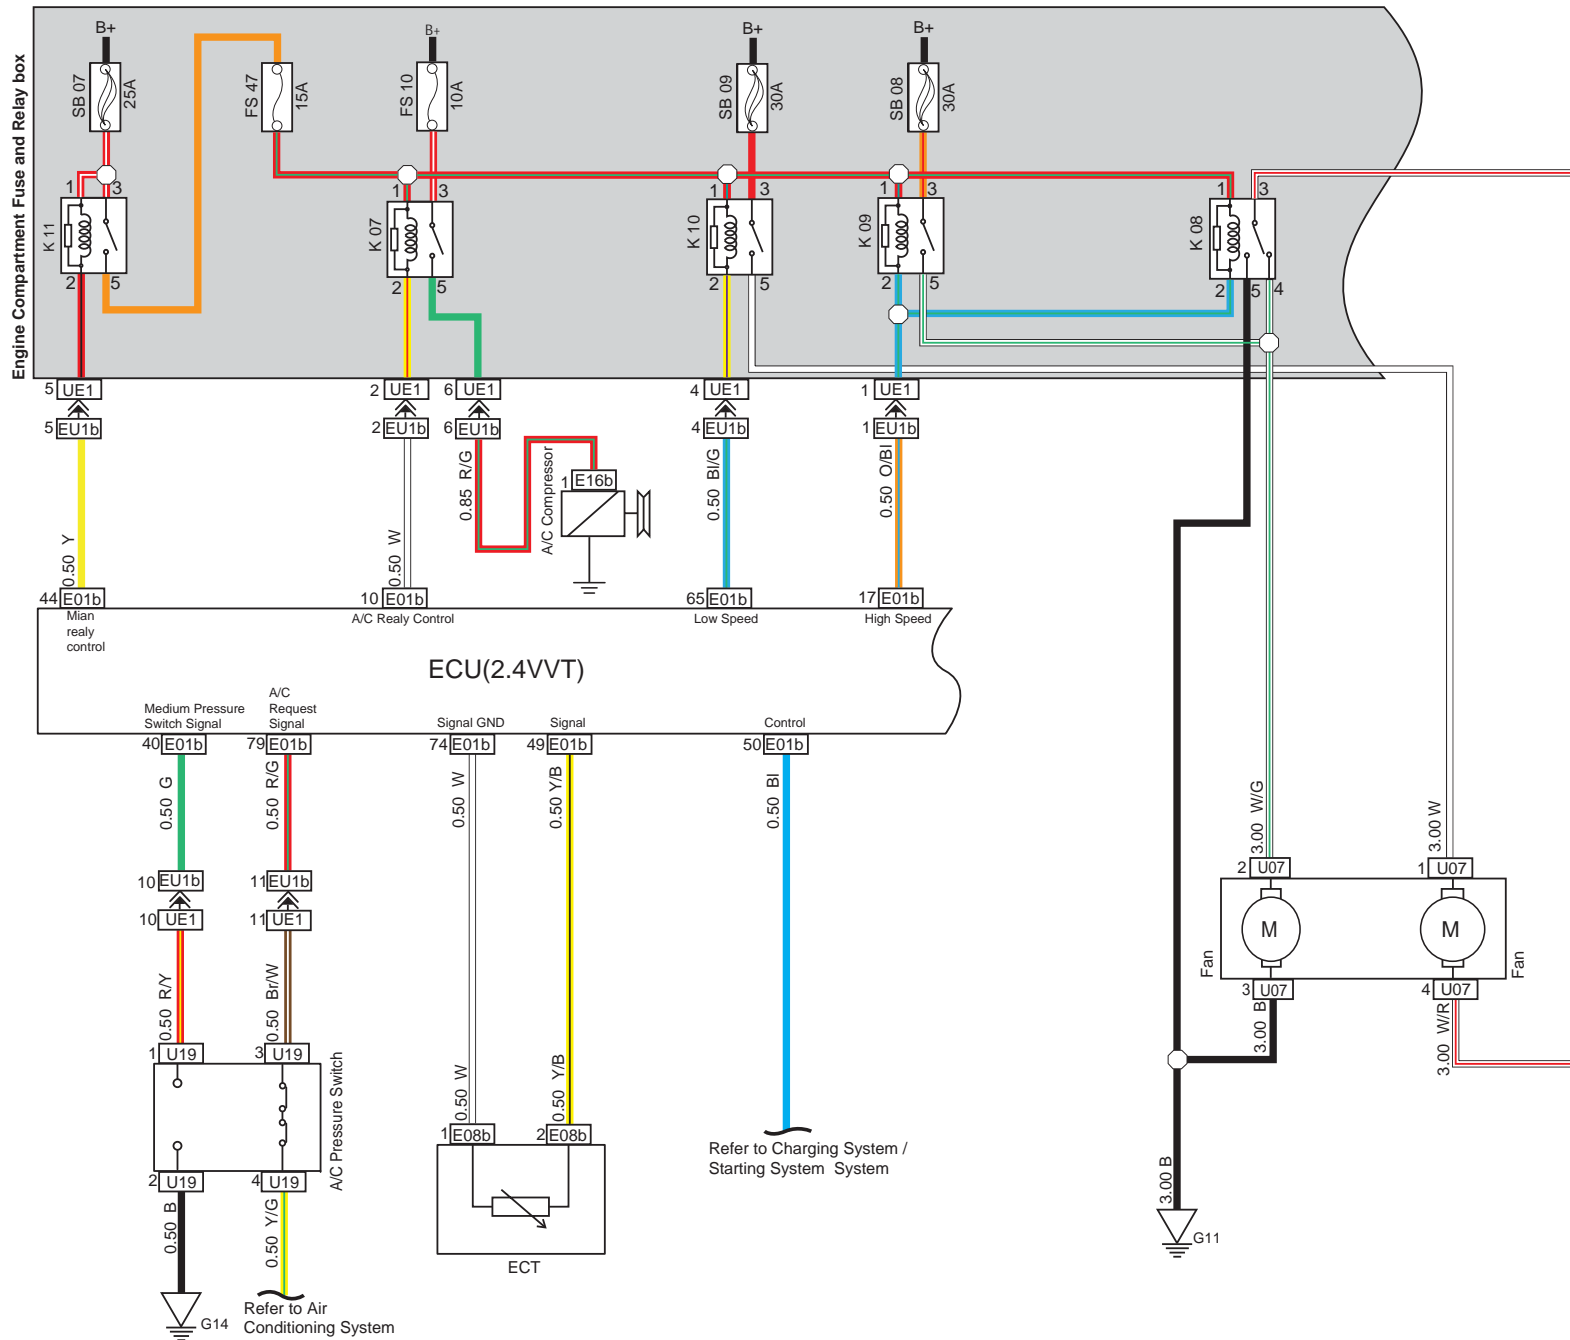 Engine Compartment Fuse and Relay box
B+
B+
B+
B+
SB 07
25A
FS 47
15A
FS 10
10A
SB 09
30A
SB 08
30A
1 3
1 3
1 3
1 3
1 3
K 11
K 07
K 10
K 09
K 08
2 5
2 5
2 5
2 5
2 5 4
5 UE1
2 UE1
6 UE1
4 UE1
1 UE1
5 EU1b
2 EU1b
6 EU1b
4 EU1b
1 EU1b
0.50 Y
0.50 W
0.85 R/G
A/C Compressor
1 E16b
0.50 Bl/G
0.50 O/Bl
44 E01b
10 E01b
65 E01b
17 E01b
Mian
realy
control
A/C Realy Control
Low Speed
High Speed
ECU(2.4VVT)
Medium Pressure
Switch Signal
A/C
Request
Signal
Signal GND
Signal
Control
40 E01b
79 E01b
74 E01b
49 E01b
50 E01b
0.50 G
0.50 R/G
0.50 W
0.50 Y/B
0.50 Bl
3.00 W/G
3.00 W
10 EU1b
11 EU1b
10 UE1
11 UE1
2 U07
1 U07
M
M
Fan
Fan
3 U07
4 U07
0.50 R/Y
0.50 Br/W
3.00 B
3.00 W/R
1 U19
3 U19
A/C Pressure Switch
2 U19
4 U19
0.50 W
0.50 Y/B
1 E08b
2 E08b
ECT
Refer to Charging System /
Starting System System
0.50 B
0.50 Y/G
3.00 B
G11
G14
Refer to Air
Conditioning System